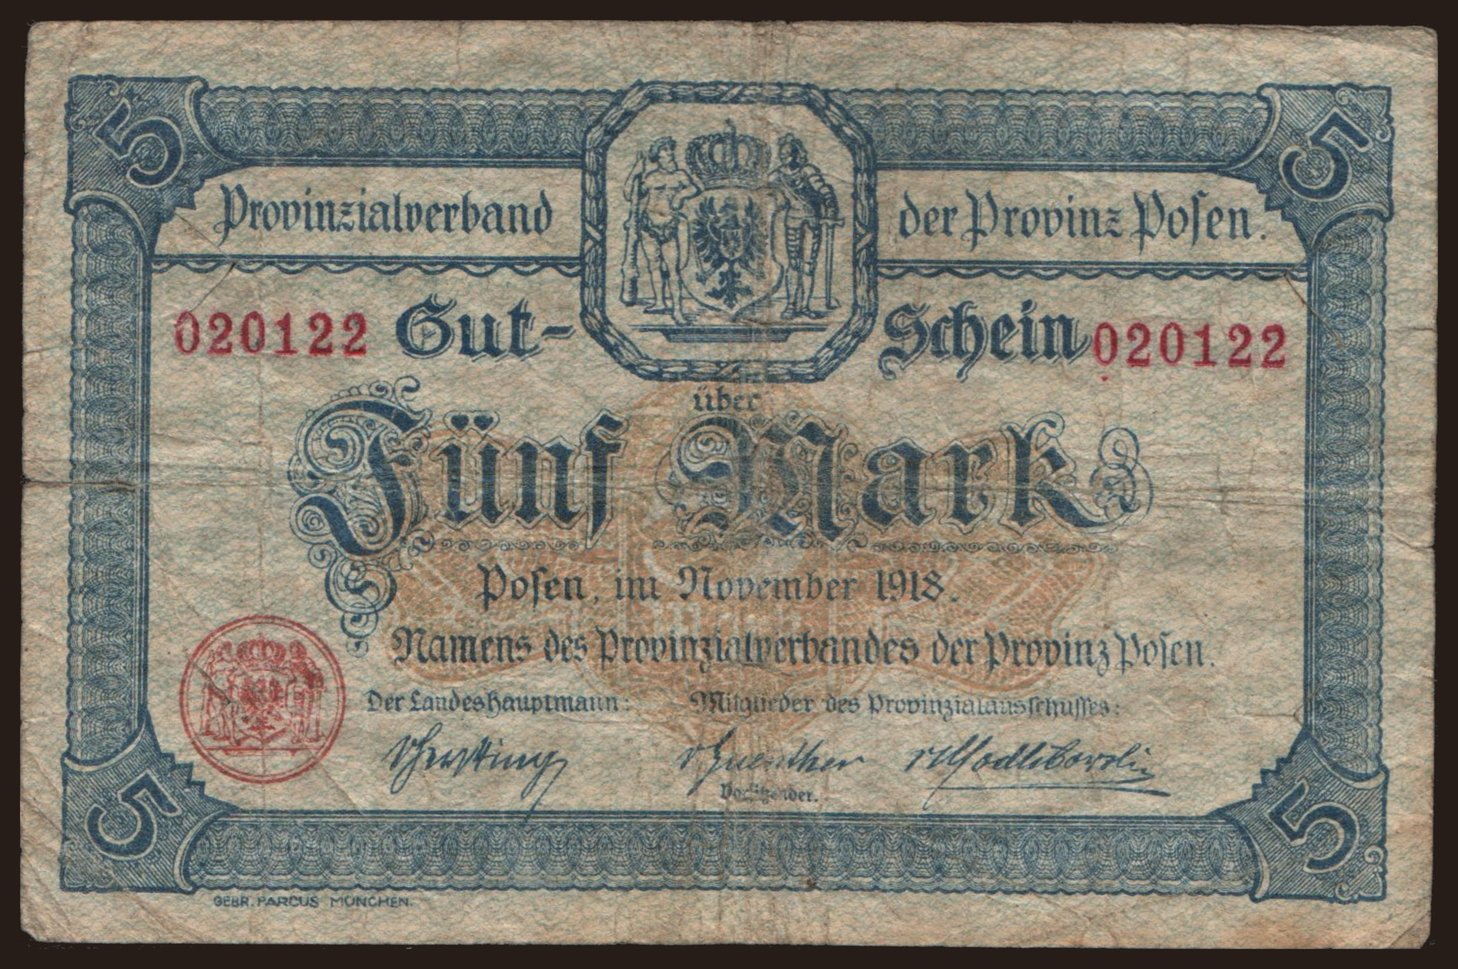 5 5
Provinzialverband der Provinz Posen.
020122 Gut-Schein 020122
über
Fünf Mark
Posen, im November 1918.
Namens des Provinzialverbandes der Provinz Posen.
Der Landeshauptmann: Mitglieder des Provinzialausschusses:
Vorsitzender.
5 5
GEBR. PARCUS MÜNCHEN.